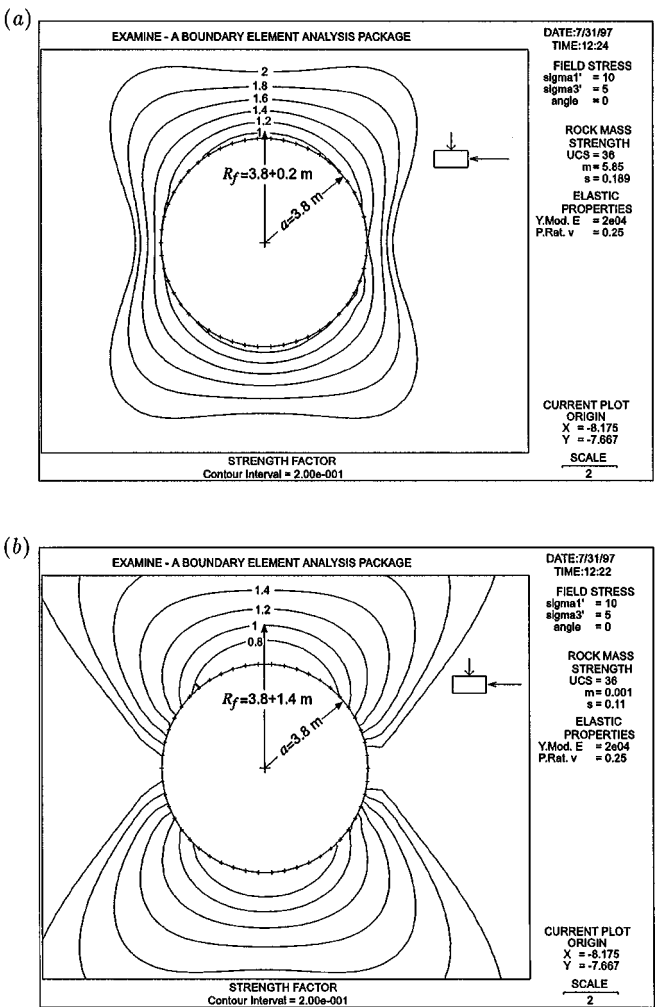 (a)
EXAMINE - A BOUNDARY ELEMENT ANALYSIS PACKAGE
DATE:7/31/97
TIME:12:24
FIELD STRESS
sigma1' = 10
sigma3' = 5
angle = 0
ROCK MASS
STRENGTH
UCS = 36
m = 5.85
s = 0.189
ELASTIC
PROPERTIES
Y.Mod. E = 2e04
P.Rat. v = 0.25
2
1.8
1.6
1.4
1.2
1
Rf=3.8+0.2 m
a=3.8 m
CURRENT PLOT
ORIGIN
X = -8.175
Y = -7.667
SCALE
2
STRENGTH FACTOR
Contour Interval = 2.00e-001
(b)
EXAMINE - A BOUNDARY ELEMENT ANALYSIS PACKAGE
DATE:7/31/97
TIME:12:22
FIELD STRESS
sigma1' = 10
sigma3' = 5
angle = 0
ROCK MASS
STRENGTH
UCS = 36
m = 0.001
s = 0.11
ELASTIC
PROPERTIES
Y.Mod. E = 2e04
P.Rat. v = 0.25
1.4
1.2
1
0.8
Rf=3.8+1.4 m
a=3.8 m
CURRENT PLOT
ORIGIN
X = -8.175
Y = -7.667
SCALE
2
STRENGTH FACTOR
Contour Interval = 2.00e-001